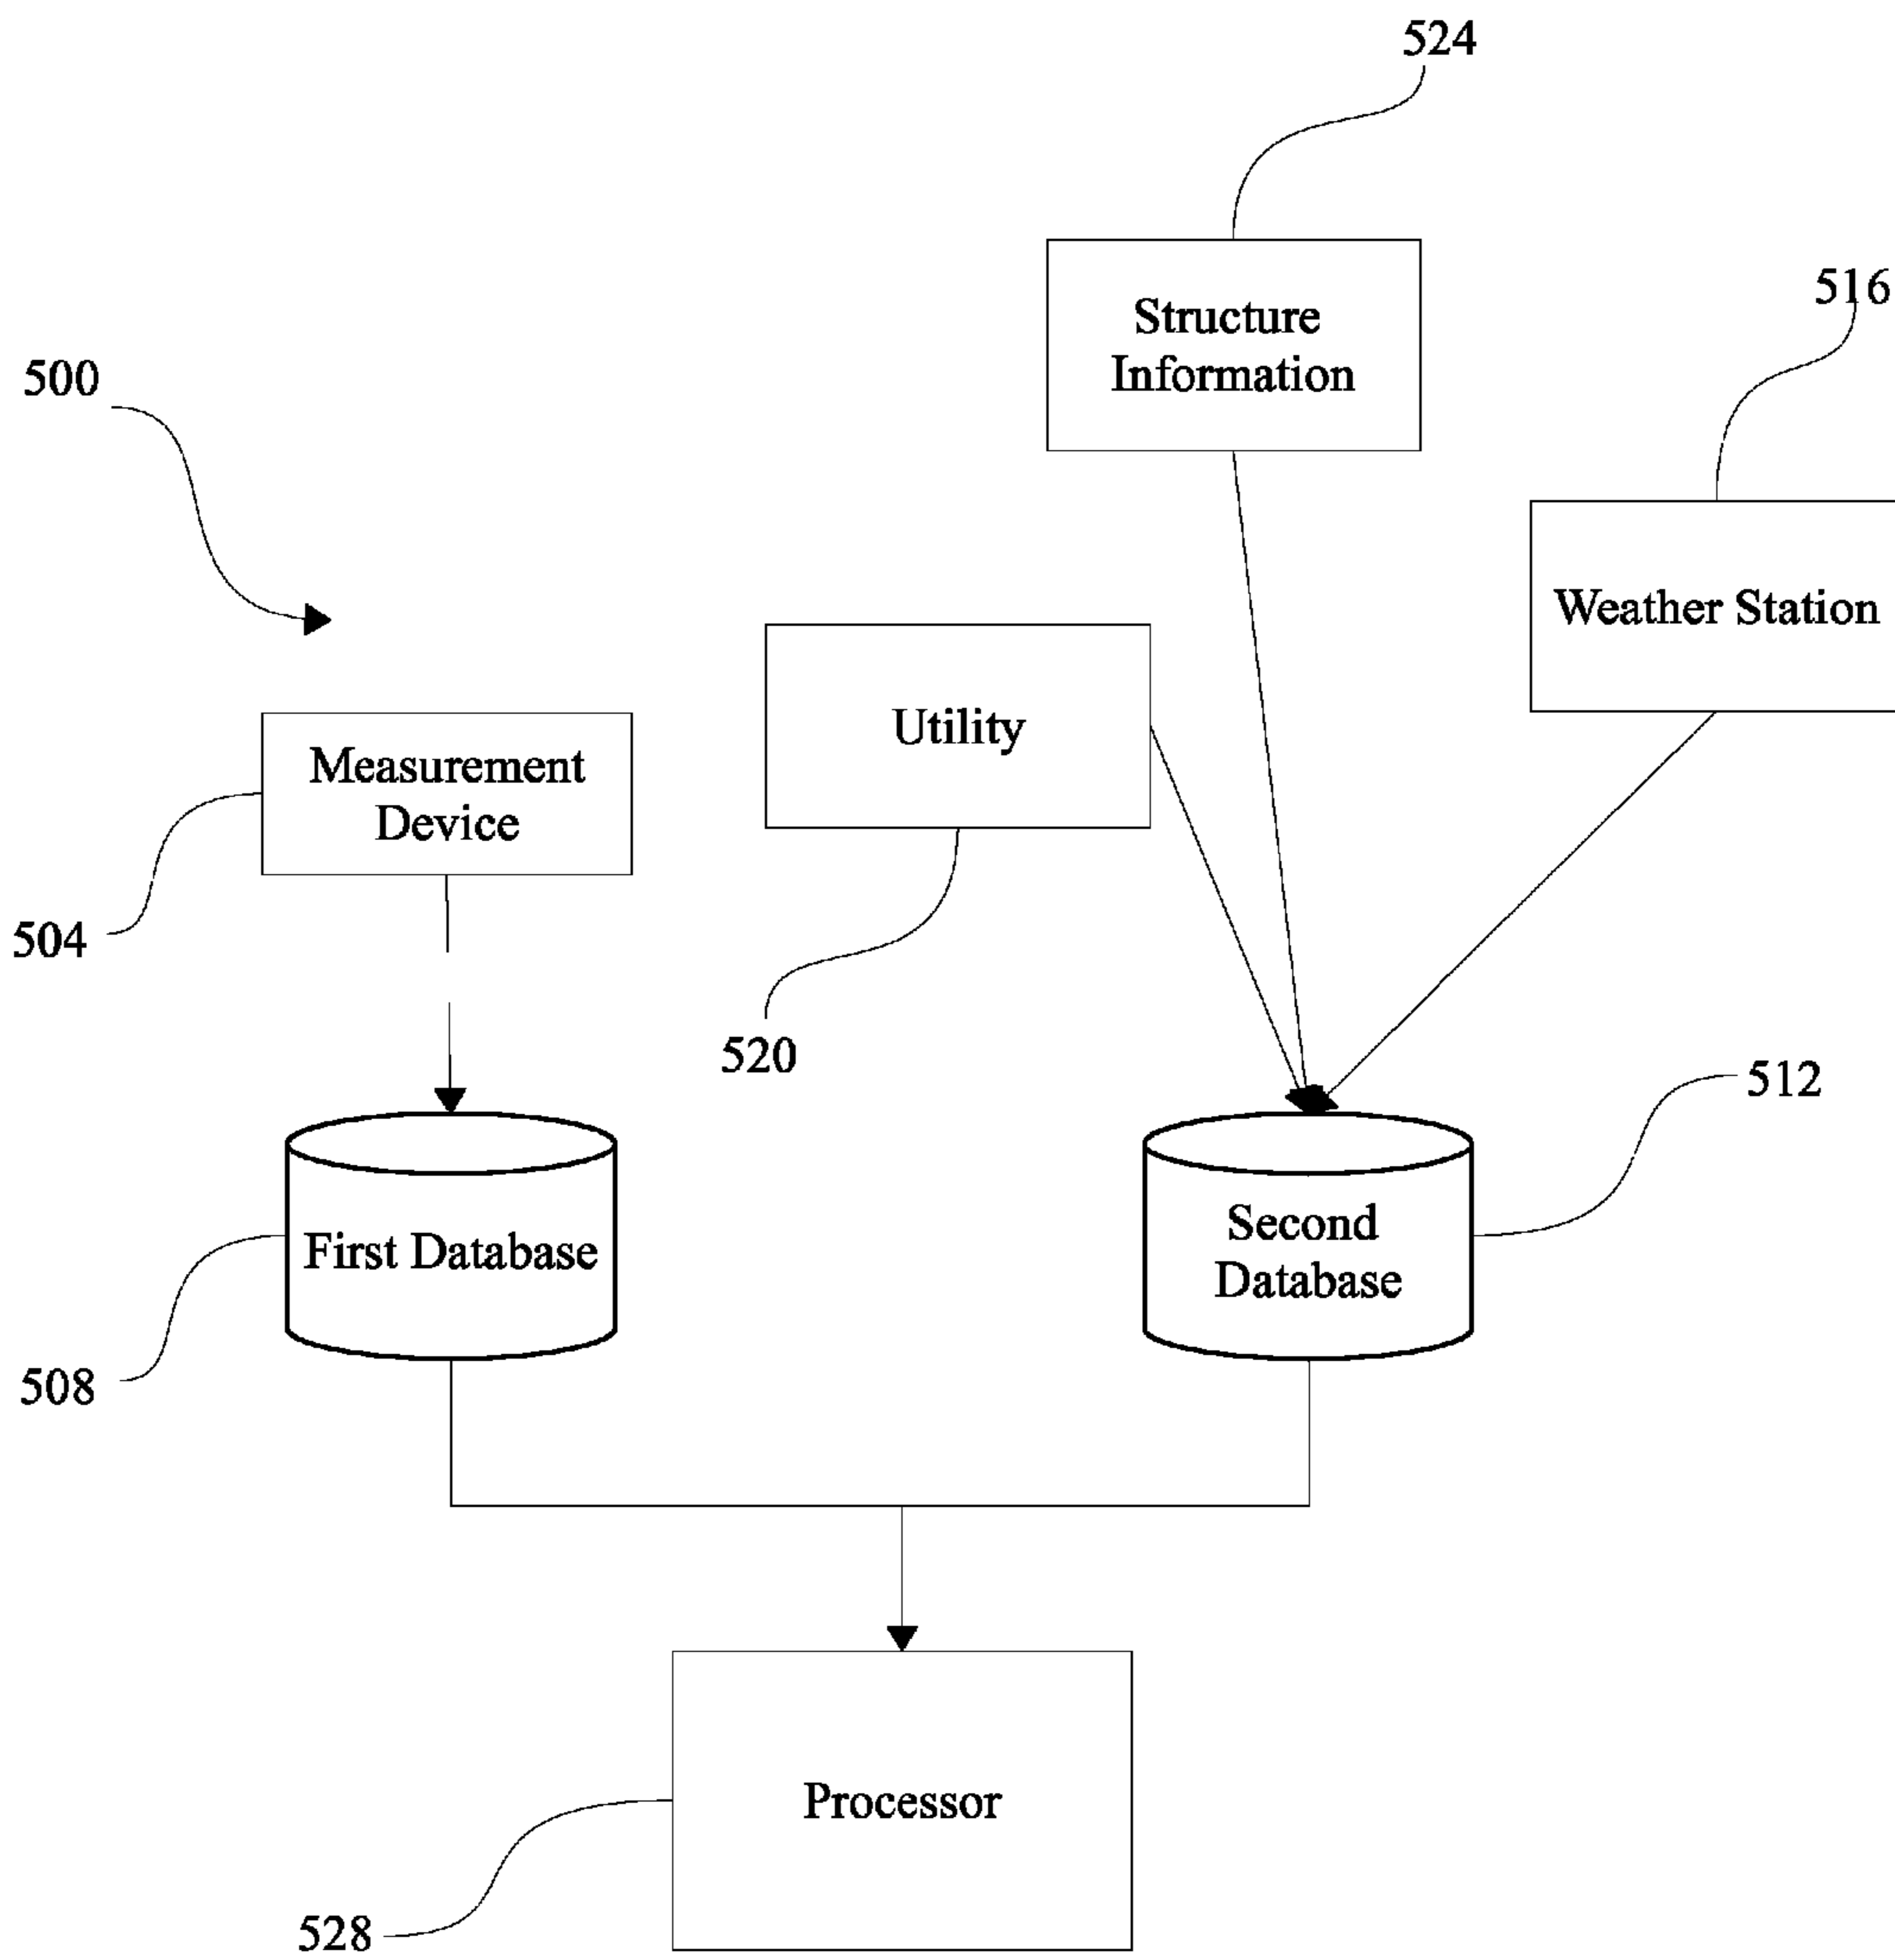 524
Structure
Information
516
500
Weather Station
Utility
Measurement
Device
504
520
512
First Database
Second
Database
508
Processor
528